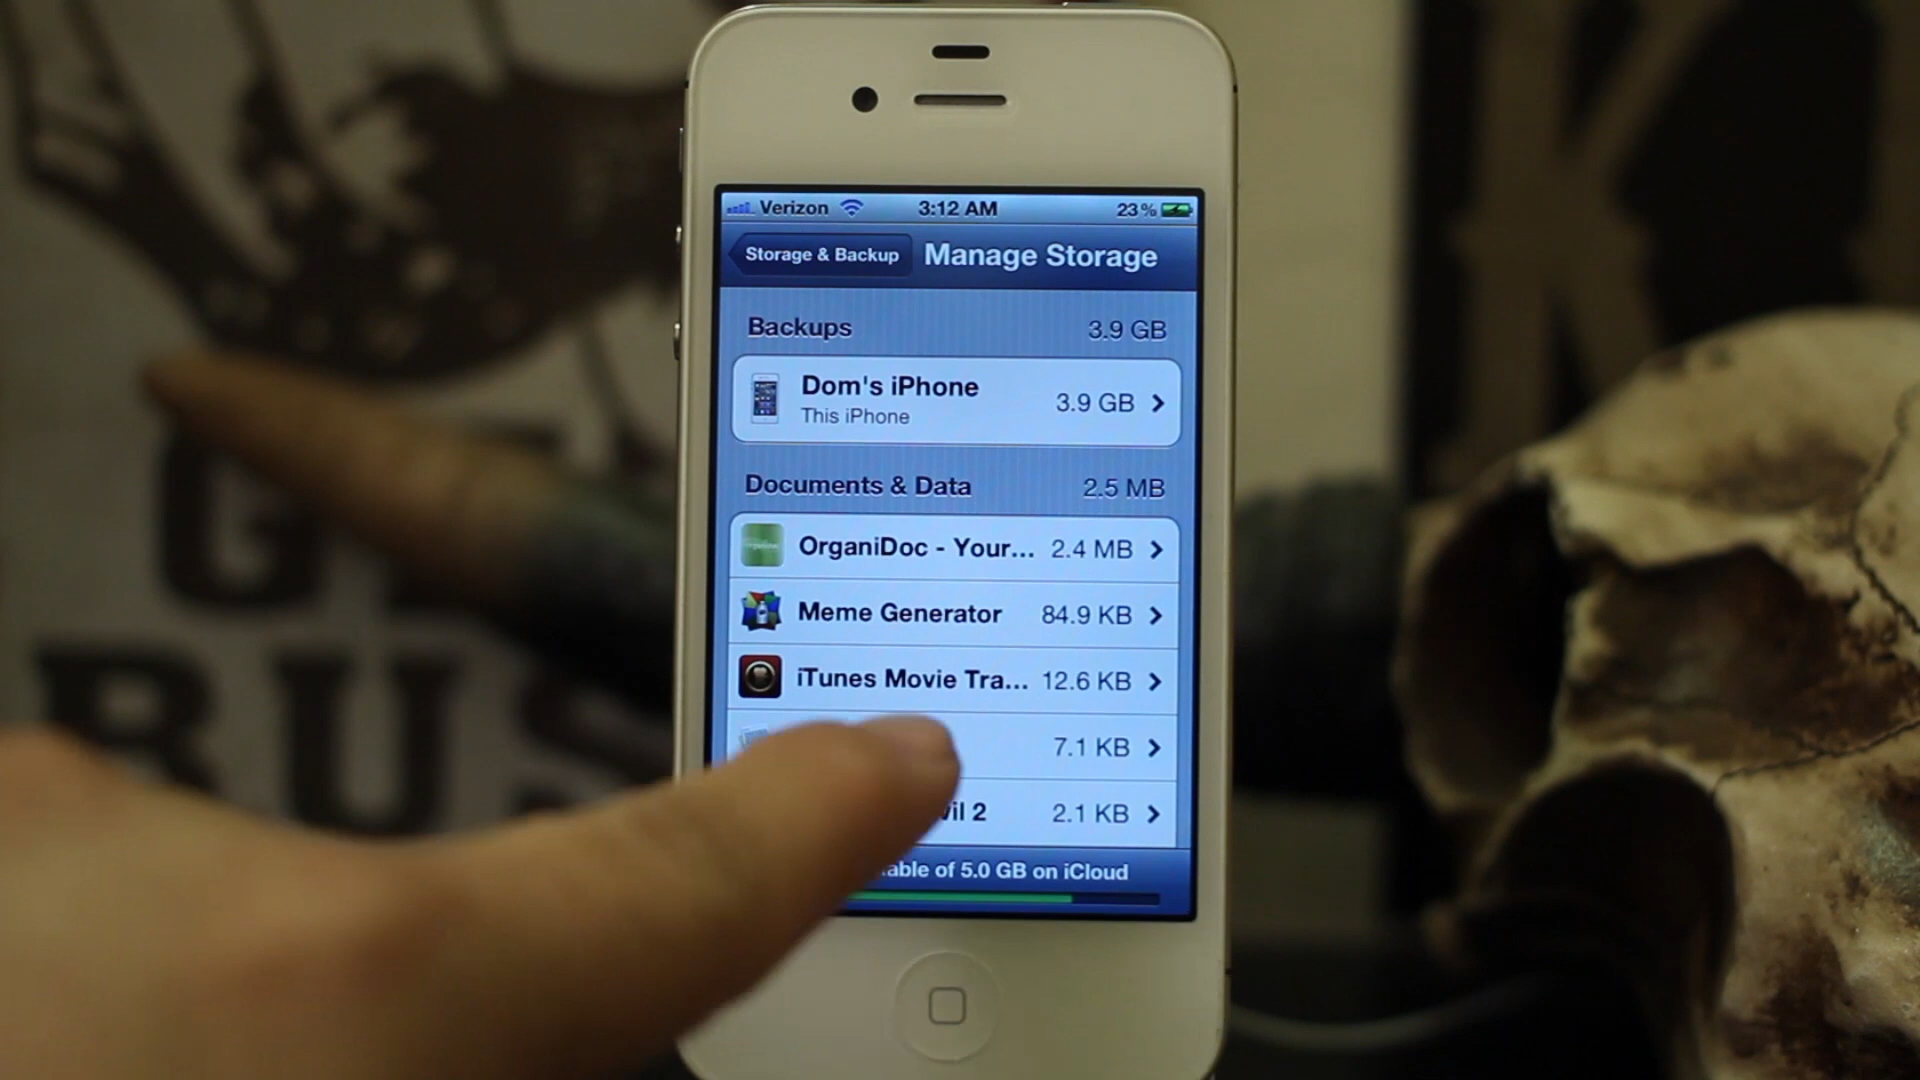 Verizon 3:12 AM 23%
Storage & Backup Manage Storage
Backups 3.9 GB
Dom's iPhone 3.9 GB
This iPhone
Documents & Data 2.5 MB
OrganiDoc - Your... 2.4 MB
Meme Generator 84.9 KB
iTunes Movie Tra... 12.6 KB
7.1 KB
2 2.1 KB
of 5.0 GB on iCloud
BUS
K